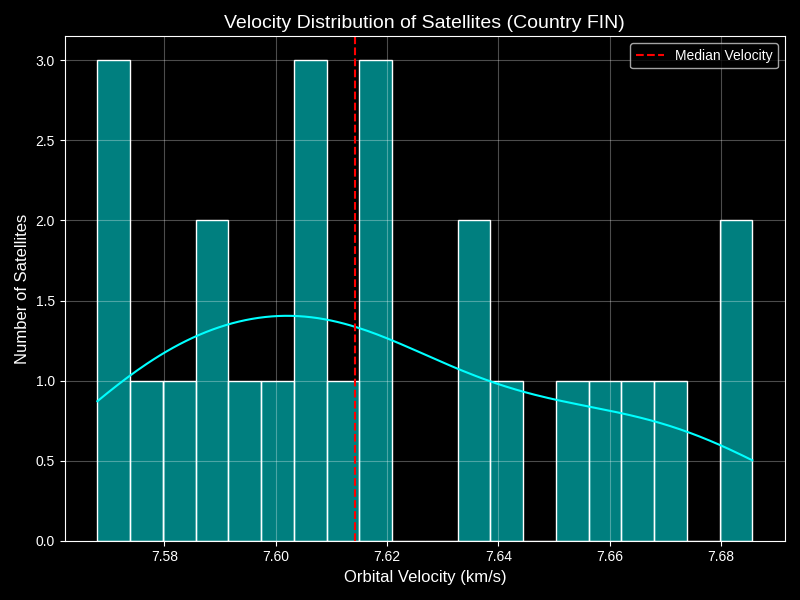 Velocity Distribution of Satellites (Country FIN)
Median Velocity
Number of Satellites
3.0
2.5
2.0
1.5
1.0
0.5
0.0
7.58 7.60 7.62 7.64 7.66 7.68
Orbital Velocity (km/s)